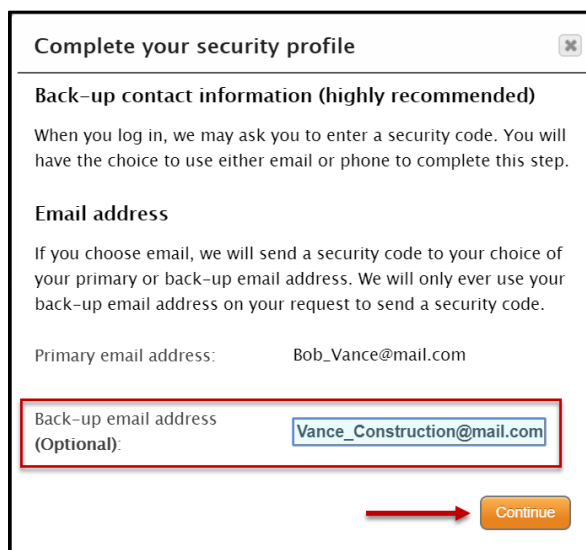 Complete your security profile
Back-up contact information (highly recommended)
When you log in, we may ask you to enter a security code. You will
have the choice to use either email or phone to complete this step.
Email address
If you choose email, we will send a security code to your choice of
your primary or back-up email address. We will only ever use your
back-up email address on your request to send a security code.
Primary email address: Bob_Vance@mail.com
Back-up email address
(Optional): Vance_Construction@mail.com
Continue